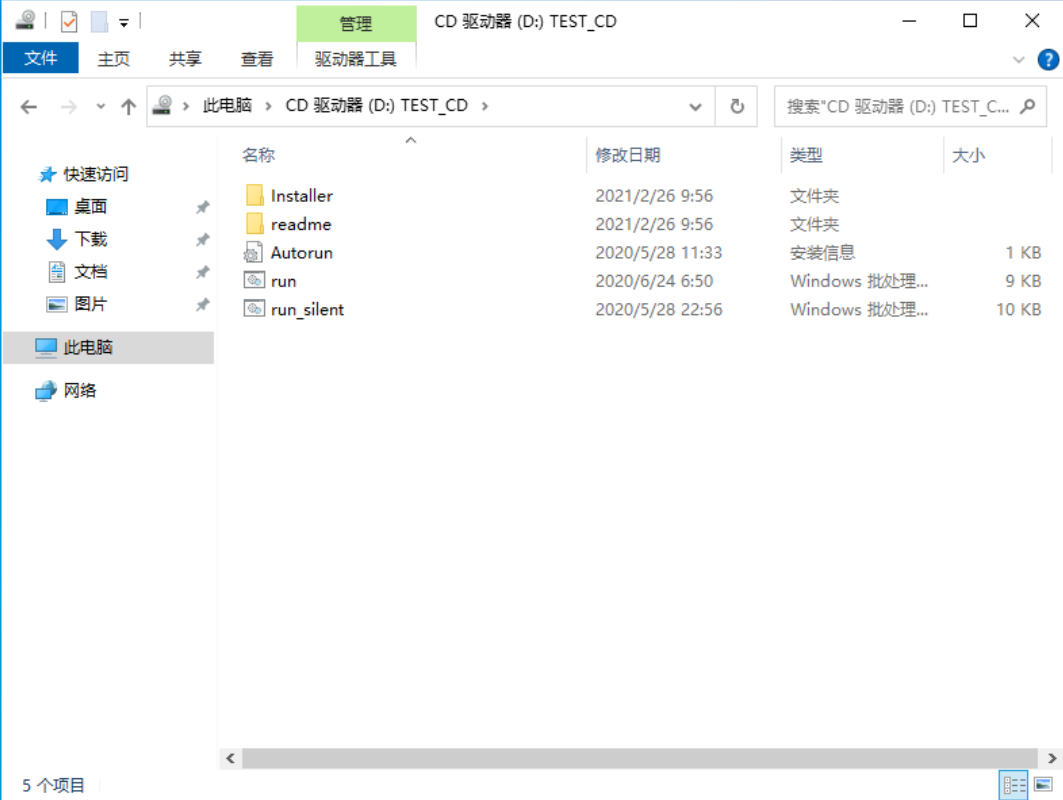 管理
CD 驱动器 (D:) TEST_CD
文件 主页 共享 查看 驱动器工具
此电脑 CD 驱动器 (D:) TEST_CD 搜索"CD 驱动器 (D:) TEST_C...
名称 修改日期 类型 大小
快速访问
桌面
下载
文档
图片
此电脑
网络
Installer 2021/2/26 9:56 文件夹
readme 2021/2/26 9:56 文件夹
Autorun 2020/5/28 11:33 安装信息 1 KB
run 2020/6/24 6:50 Windows 批处理... 9 KB
run_silent 2020/5/28 22:56 Windows 批处理... 10 KB
5 个项目